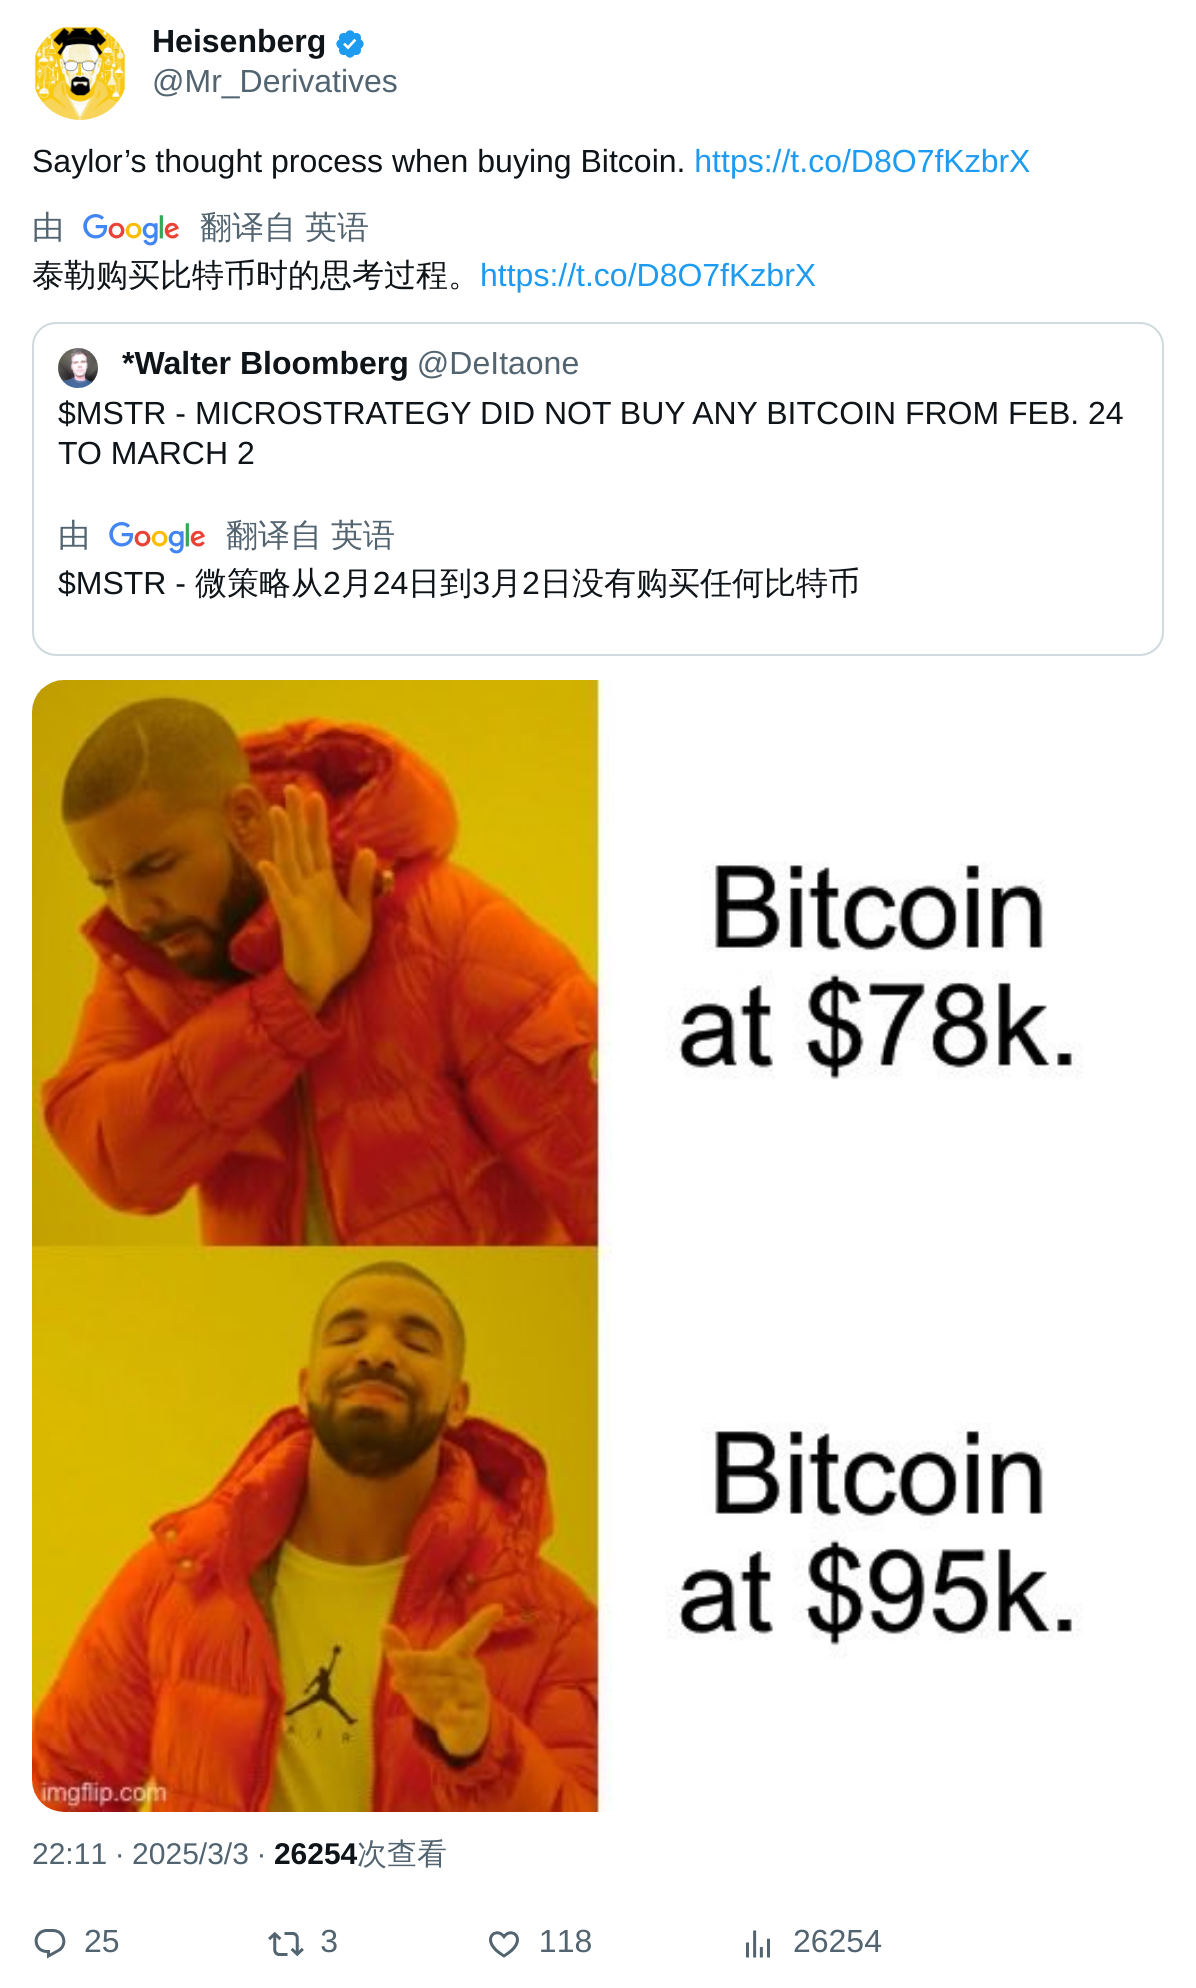 Heisenberg
@Mr_Derivatives
Saylor’s thought process when buying Bitcoin. https://t.co/D8O7fKzbrX
由 Google 翻译自 英语
泰勒购买比特币时的思考过程。https://t.co/D8O7fKzbrX
*Walter Bloomberg @DeItaone
$MSTR - MICROSTRATEGY DID NOT BUY ANY BITCOIN FROM FEB. 24
TO MARCH 2
由 Google 翻译自 英语
$MSTR - 微策略从2月24日到3月2日没有购买任何比特币
Bitcoin
at $78k.
Bitcoin
at $95k.
AIR
imgflip.com
22:11 · 2025/3/3 · 26254次查看
25 3 118 26254